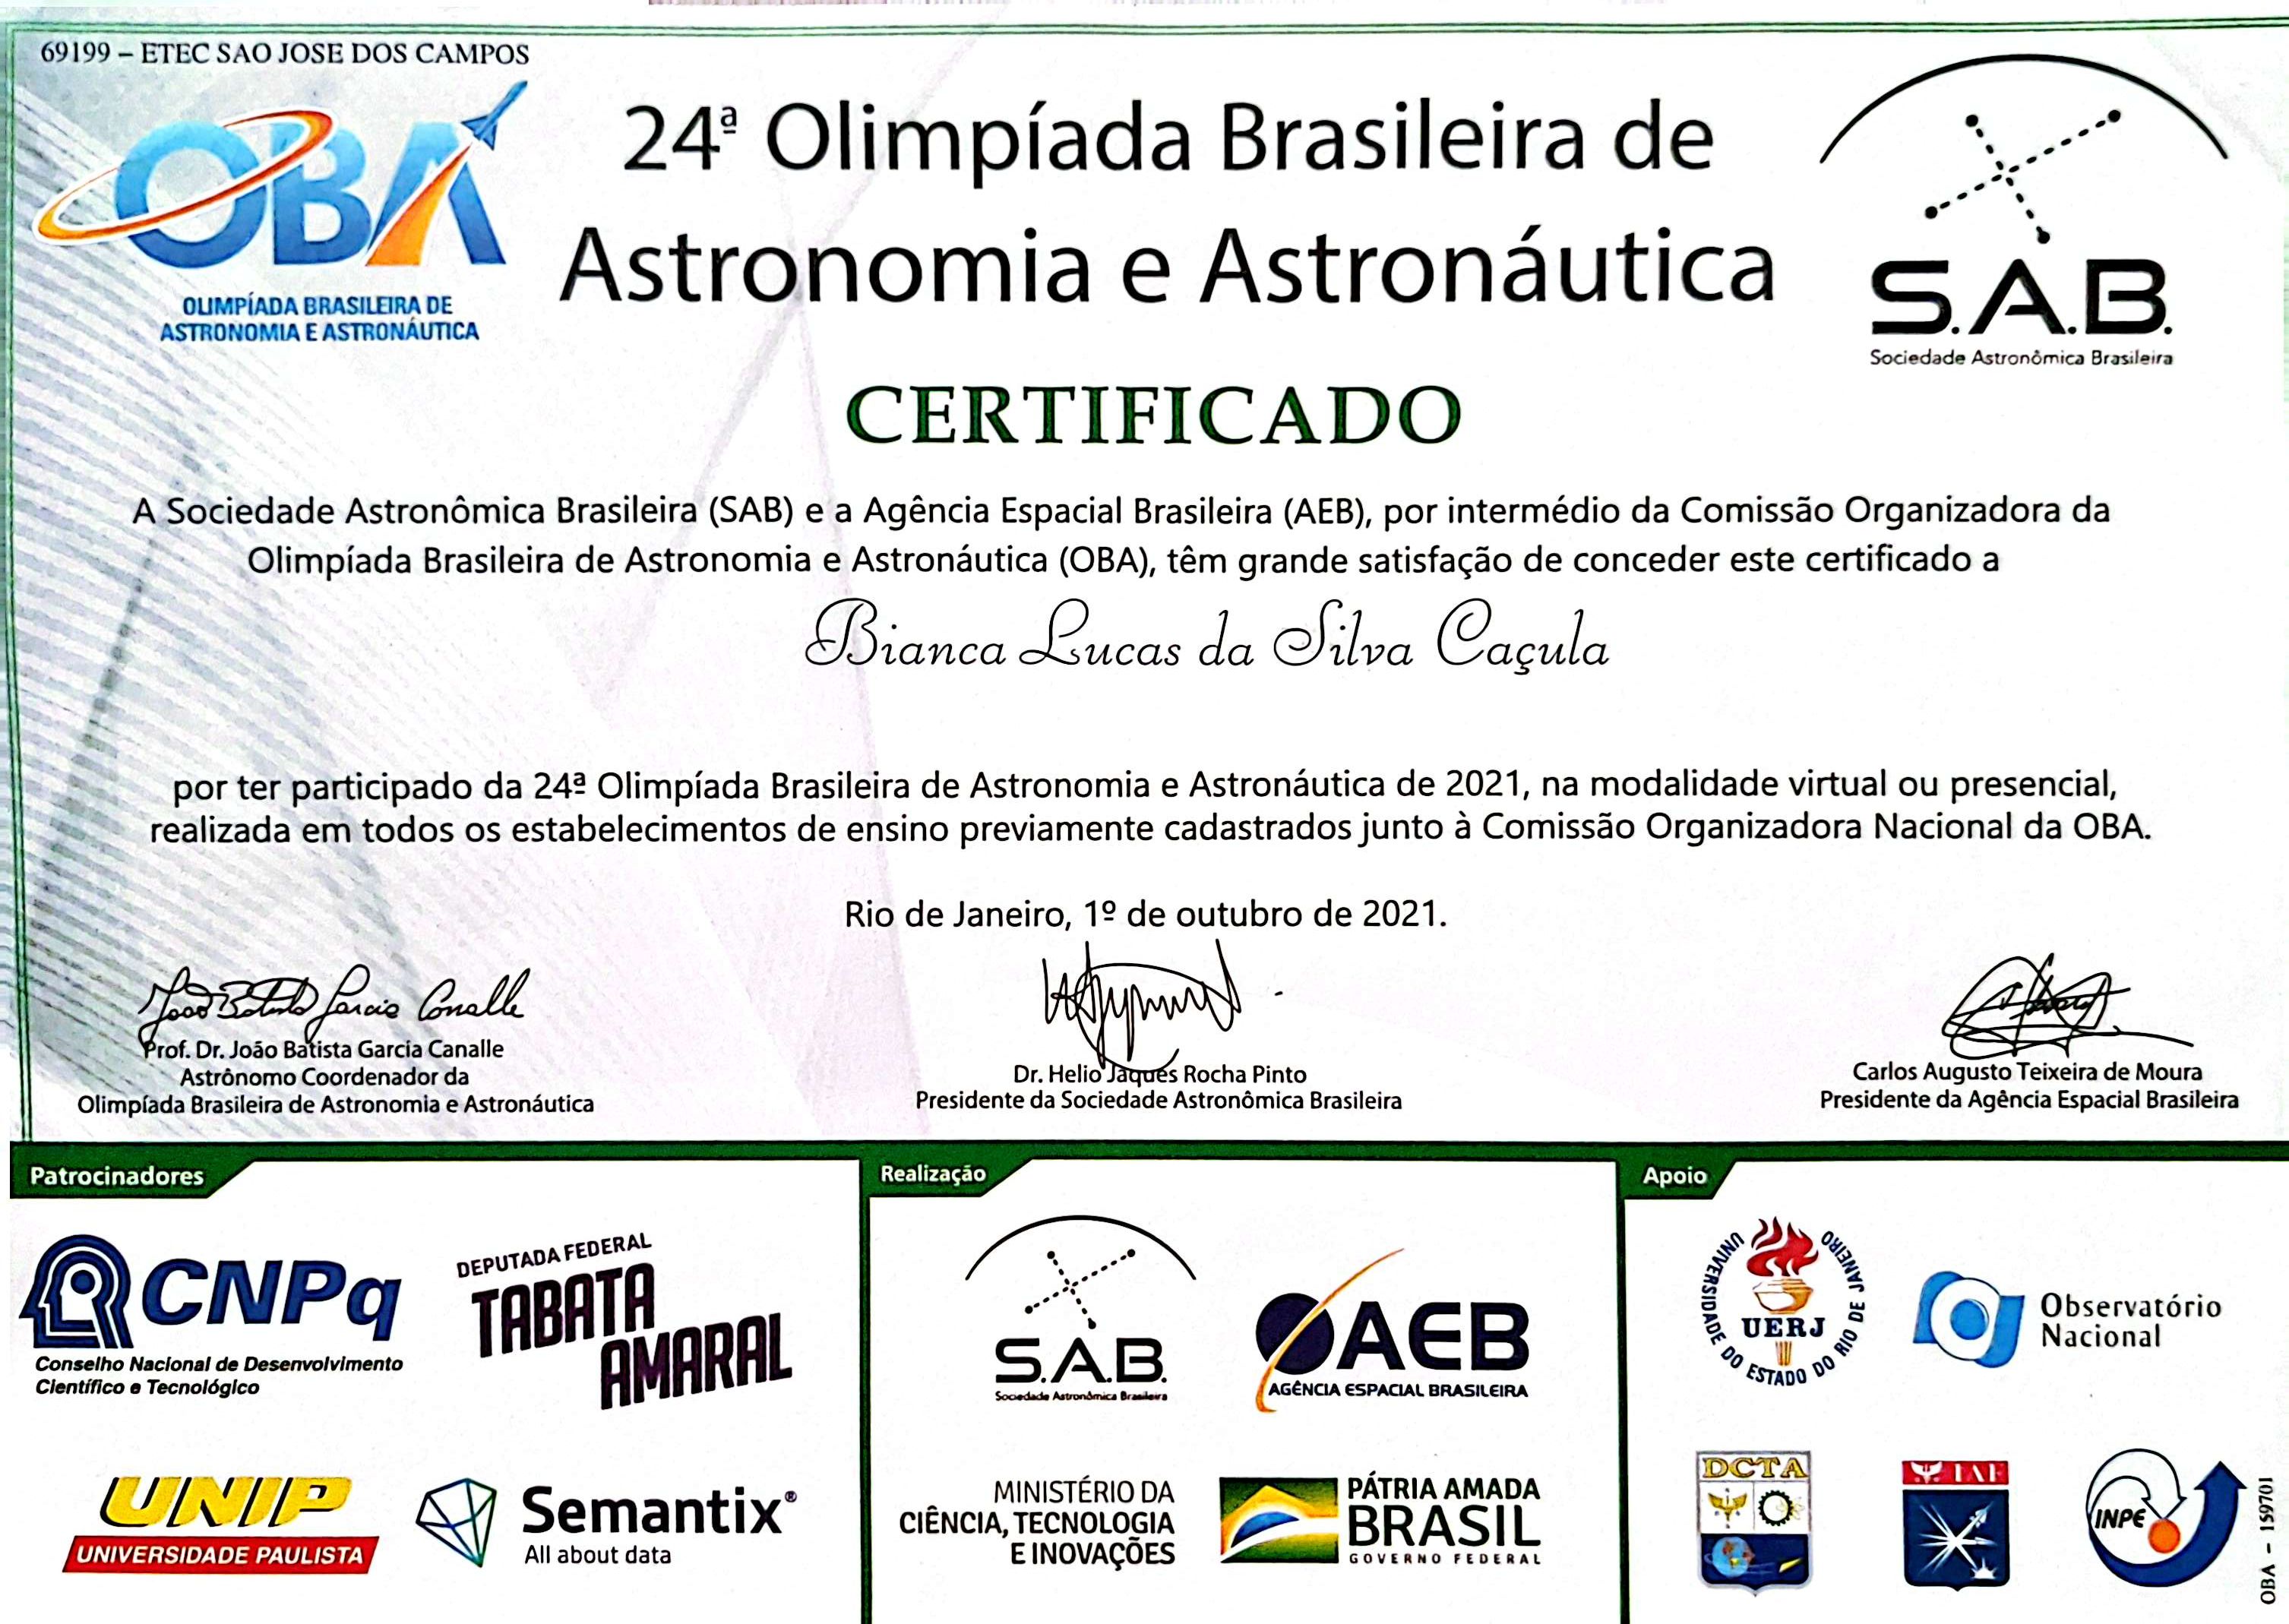 69199 – ETEC SAO JOSE DOS CAMPOS
OBA
OLIMPÍADA BRASILEIRA DE
ASTRONOMIA E ASTRONÁUTICA
24ª Olimpíada Brasileira de
Astronomia e Astronáutica
S.A.B.
Sociedade Astronômica Brasileira
CERTIFICADO
A Sociedade Astronômica Brasileira (SAB) e a Agência Espacial Brasileira (AEB), por intermédio da Comissão Organizadora da
Olimpíada Brasileira de Astronomia e Astronáutica (OBA), têm grande satisfação de conceder este certificado a
Bianca Lucas da Silva Caçula
por ter participado da 24ª Olimpíada Brasileira de Astronomia e Astronáutica de 2021, na modalidade virtual ou presencial,
realizada em todos os estabelecimentos de ensino previamente cadastrados junto à Comissão Organizadora Nacional da OBA.
Rio de Janeiro, 1º de outubro de 2021.
João Batista Garcia Canalle
Prof. Dr. João Batista Garcia Canalle
Astrônomo Coordenador da
Olimpíada Brasileira de Astronomia e Astronáutica
Dr. Helio Jaques Rocha Pinto
Presidente da Sociedade Astronômica Brasileira
Carlos Augusto Teixeira de Moura
Presidente da Agência Espacial Brasileira
Patrocinadores
CNPq
Conselho Nacional de Desenvolvimento
Científico e Tecnológico
DEPUTADA FEDERAL
TABATA
AMARAL
UNIP
UNIVERSIDADE PAULISTA
Semantix®
All about data
Realização
S.A.B.
Sociedade Astronômica Brasileira
AEB
AGÊNCIA ESPACIAL BRASILEIRA
MINISTÉRIO DA
CIÊNCIA, TECNOLOGIA
E INOVAÇÕES
PÁTRIA AMADA
BRASIL
GOVERNO FEDERAL
Apoio
UNIVERSIDADE DO ESTADO DO RIO DE JANEIRO
UERJ
Observatório
Nacional
DCTA
IAE
INPE
OBA – 159701